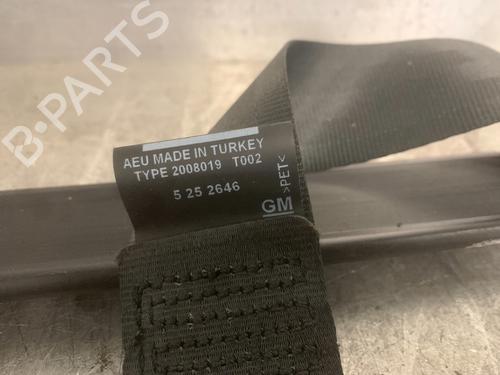 B-PARTS
AEU MADE IN TURKEY
TYPE 2008019 T002
5 25 2646
GM
>PET<